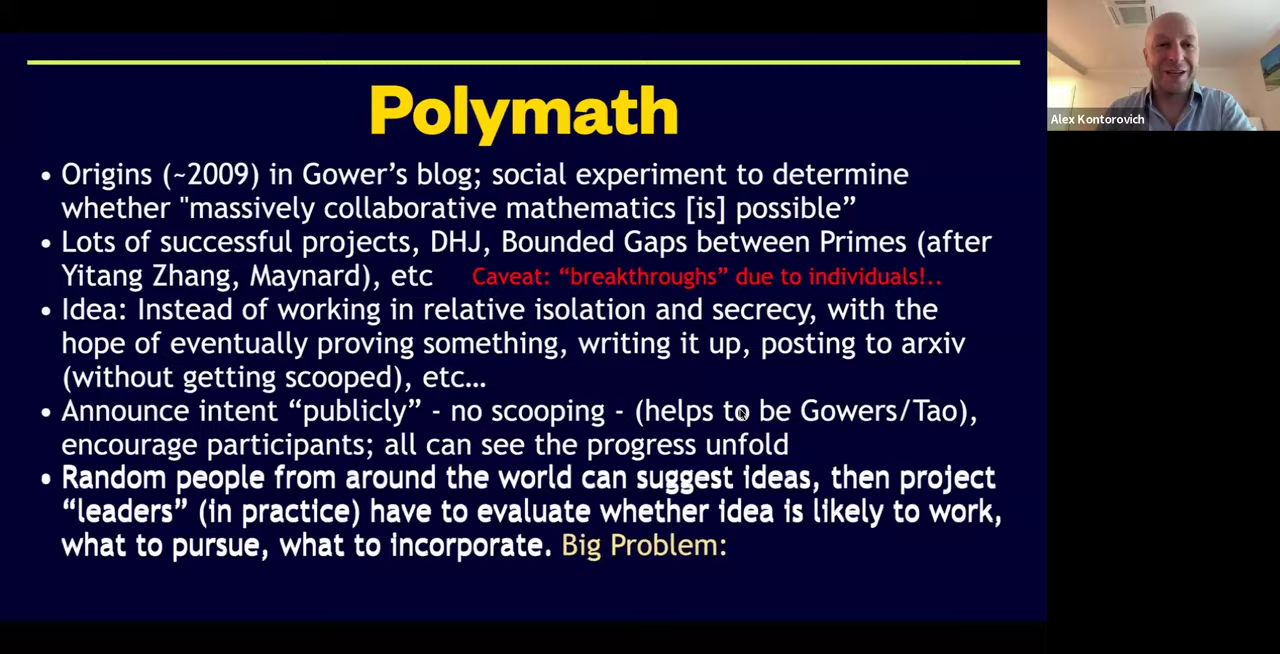 Polymath
• Origins (~2009) in Gower’s blog; social experiment to determine
whether "massively collaborative mathematics [is] possible”
• Lots of successful projects, DHJ, Bounded Gaps between Primes (after
Yitang Zhang, Maynard), etc Caveat: “breakthroughs” due to individuals!..
• Idea: Instead of working in relative isolation and secrecy, with the
hope of eventually proving something, writing it up, posting to arxiv
(without getting scooped), etc…
• Announce intent “publicly” - no scooping - (helps to be Gowers/Tao),
encourage participants; all can see the progress unfold
• Random people from around the world can suggest ideas, then project
“leaders” (in practice) have to evaluate whether idea is likely to work,
what to pursue, what to incorporate. Big Problem:
Alex Kontorovich